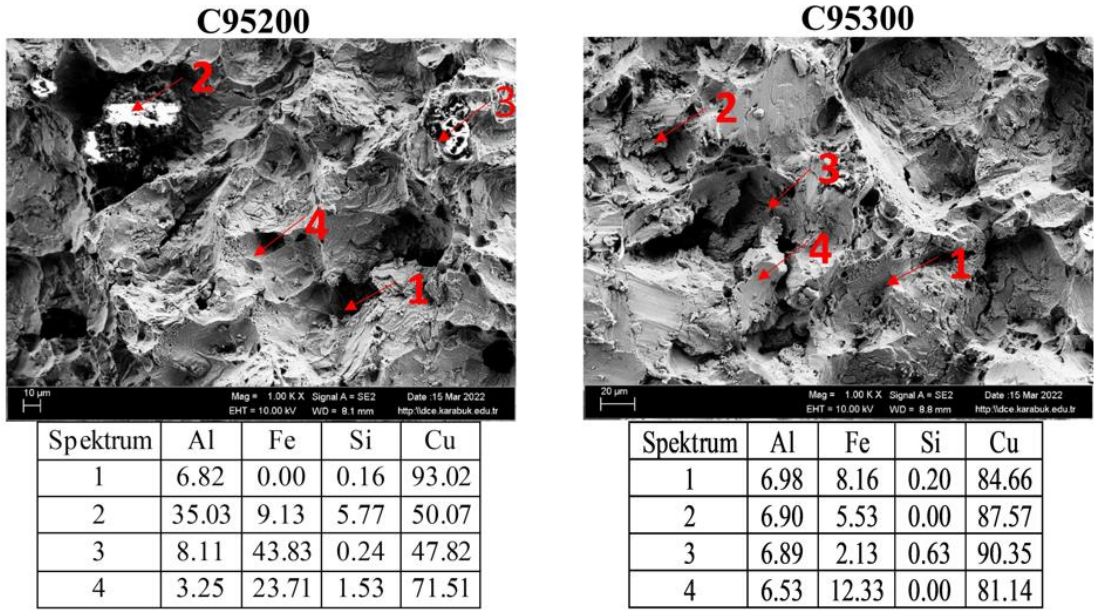 C95200
2
3
4
1
10 µm
Mag = 1.00 K X Signal A = SE2 Date :15 Mar 2022
EHT = 10.00 kV WD = 8.1 mm http:\\dce.karabuk.edu.tr
Spektrum Al Fe Si Cu
1 6.82 0.00 0.16 93.02
2 35.03 9.13 5.77 50.07
3 8.11 43.83 0.24 47.82
4 3.25 23.71 1.53 71.51
C95300
2
3
4
1
20 µm
Mag = 1.00 K X Signal A = SE2 Date :15 Mar 2022
EHT = 10.00 kV WD = 8.8 mm http:\\dce.karabuk.edu.tr
Spektrum Al Fe Si Cu
1 6.98 8.16 0.20 84.66
2 6.90 5.53 0.00 87.57
3 6.89 2.13 0.63 90.35
4 6.53 12.33 0.00 81.14